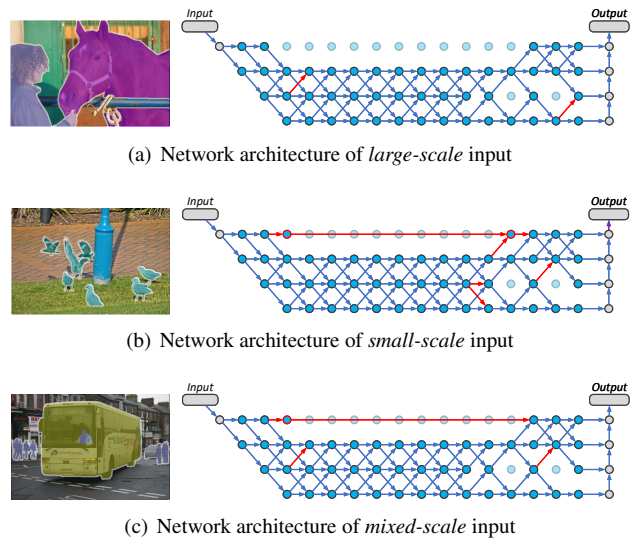 Input
Output
(a) Network architecture of large-scale input
Input
Output
(b) Network architecture of small-scale input
Input
Output
(c) Network architecture of mixed-scale input